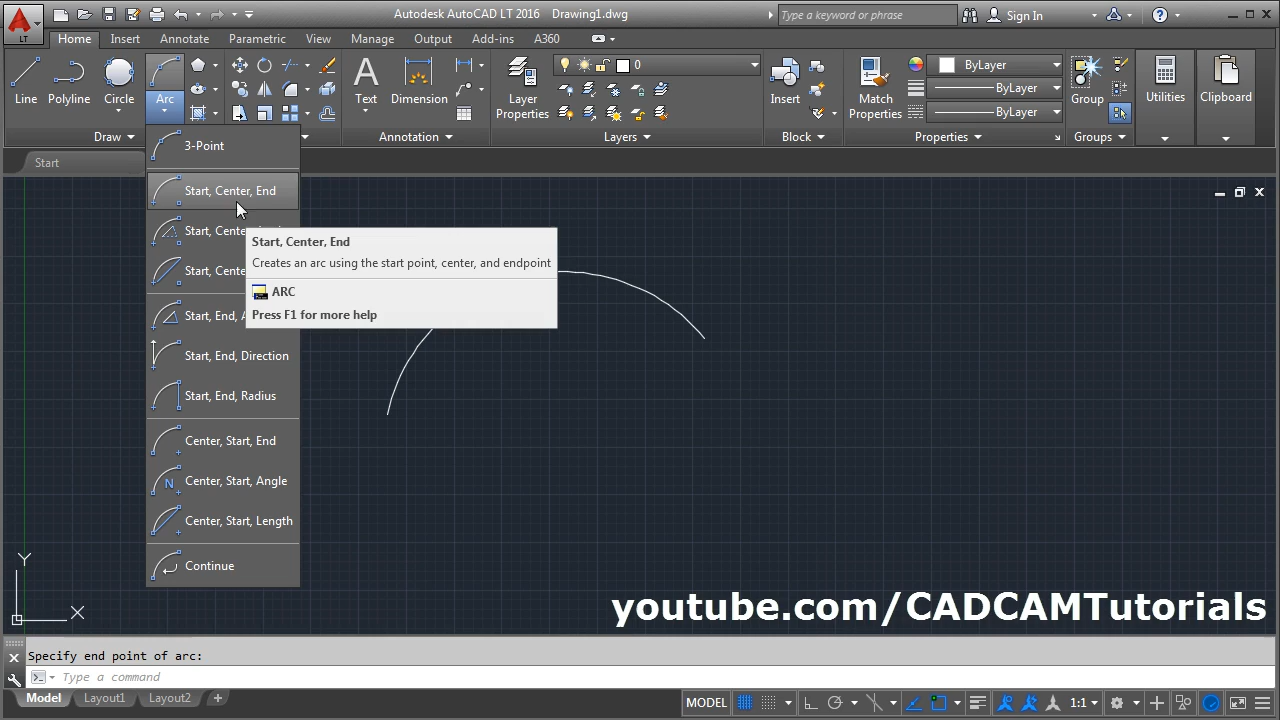 Autodesk AutoCAD LT 2016 Drawing1.dwg
Type a keyword or phrase
Sign In
LT
Home Insert Annotate Parametric View Manage Output Add-ins A360
Line Polyline Circle Arc
Text Dimension
Layer Properties
0
Insert
Match Properties
ByLayer
ByLayer
ByLayer
Group
Utilities
Clipboard
Draw Annotation Layers Block Properties Groups
Start
3-Point
Start, Center, End
Start, Center
Start, Cente
Start, End, A
Start, End, Direction
Start, End, Radius
Center, Start, End
Center, Start, Angle
Center, Start, Length
Continue
Start, Center, End
Creates an arc using the start point, center, and endpoint
ARC
Press F1 for more help
Y
X
youtube.com/CADCAMTutorials
Specify end point of arc:
Type a command
Model Layout1 Layout2 +
MODEL
1:1